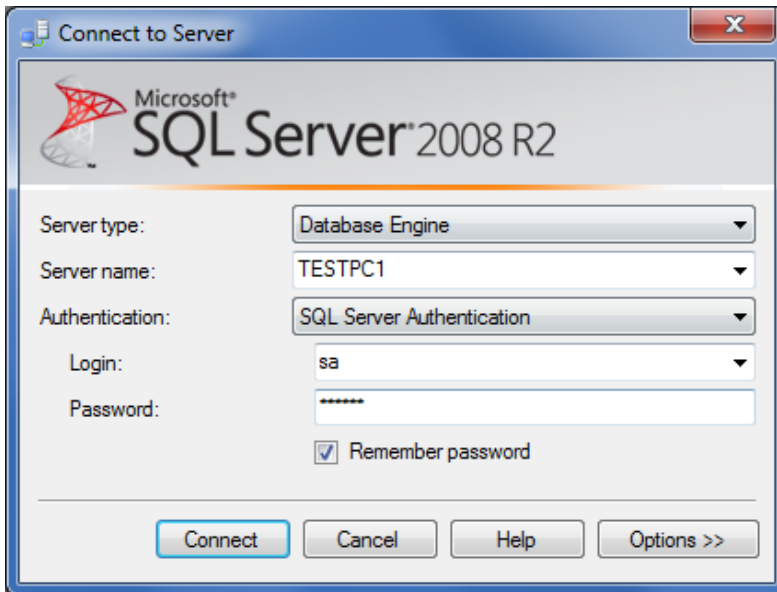 Connect to Server
Microsoft®
SQL Server® 2008 R2
™
Server type: Database Engine
Server name: TESTPC1
Authentication: SQL Server Authentication
Login: sa
Password: ******
Remember password
Connect Cancel Help Options >>